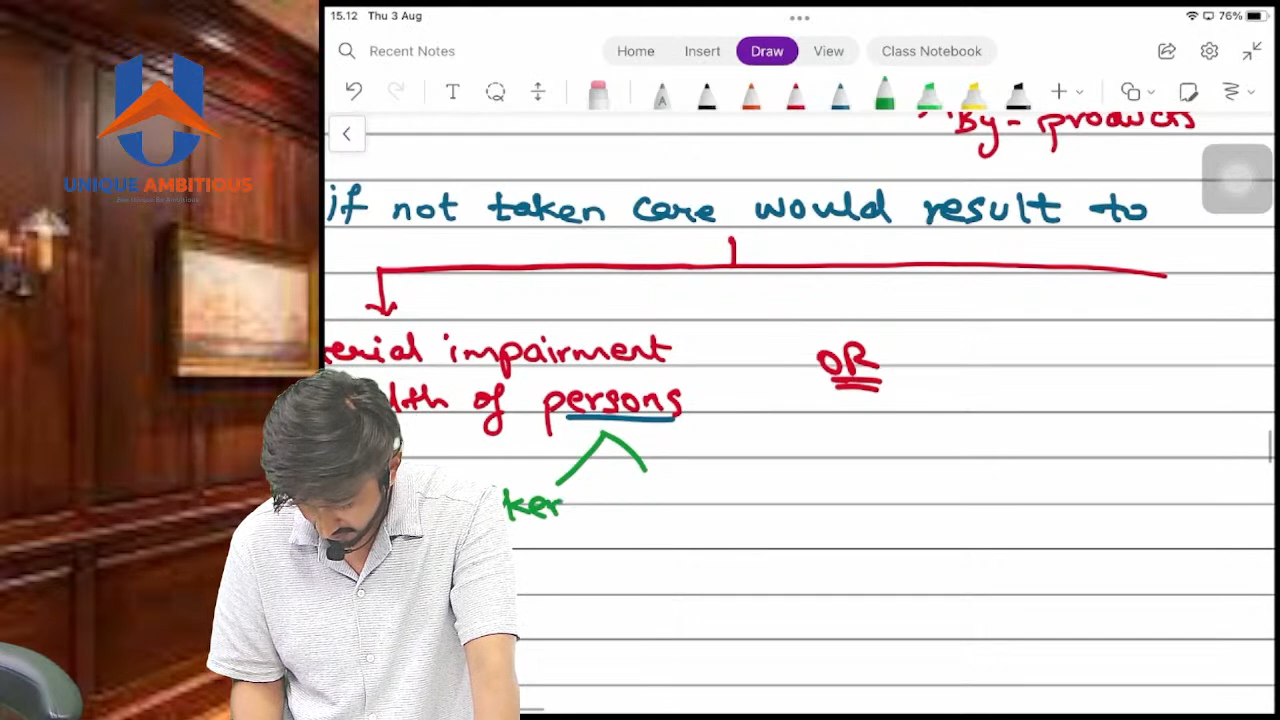 15.12 Thu 3 Aug
76%
Recent Notes
Home Insert Draw View Class Notebook
UNIQUE AMBITIOUS
By-products
if not taken care would result to
erial impairment
OR
lth of persons
ker